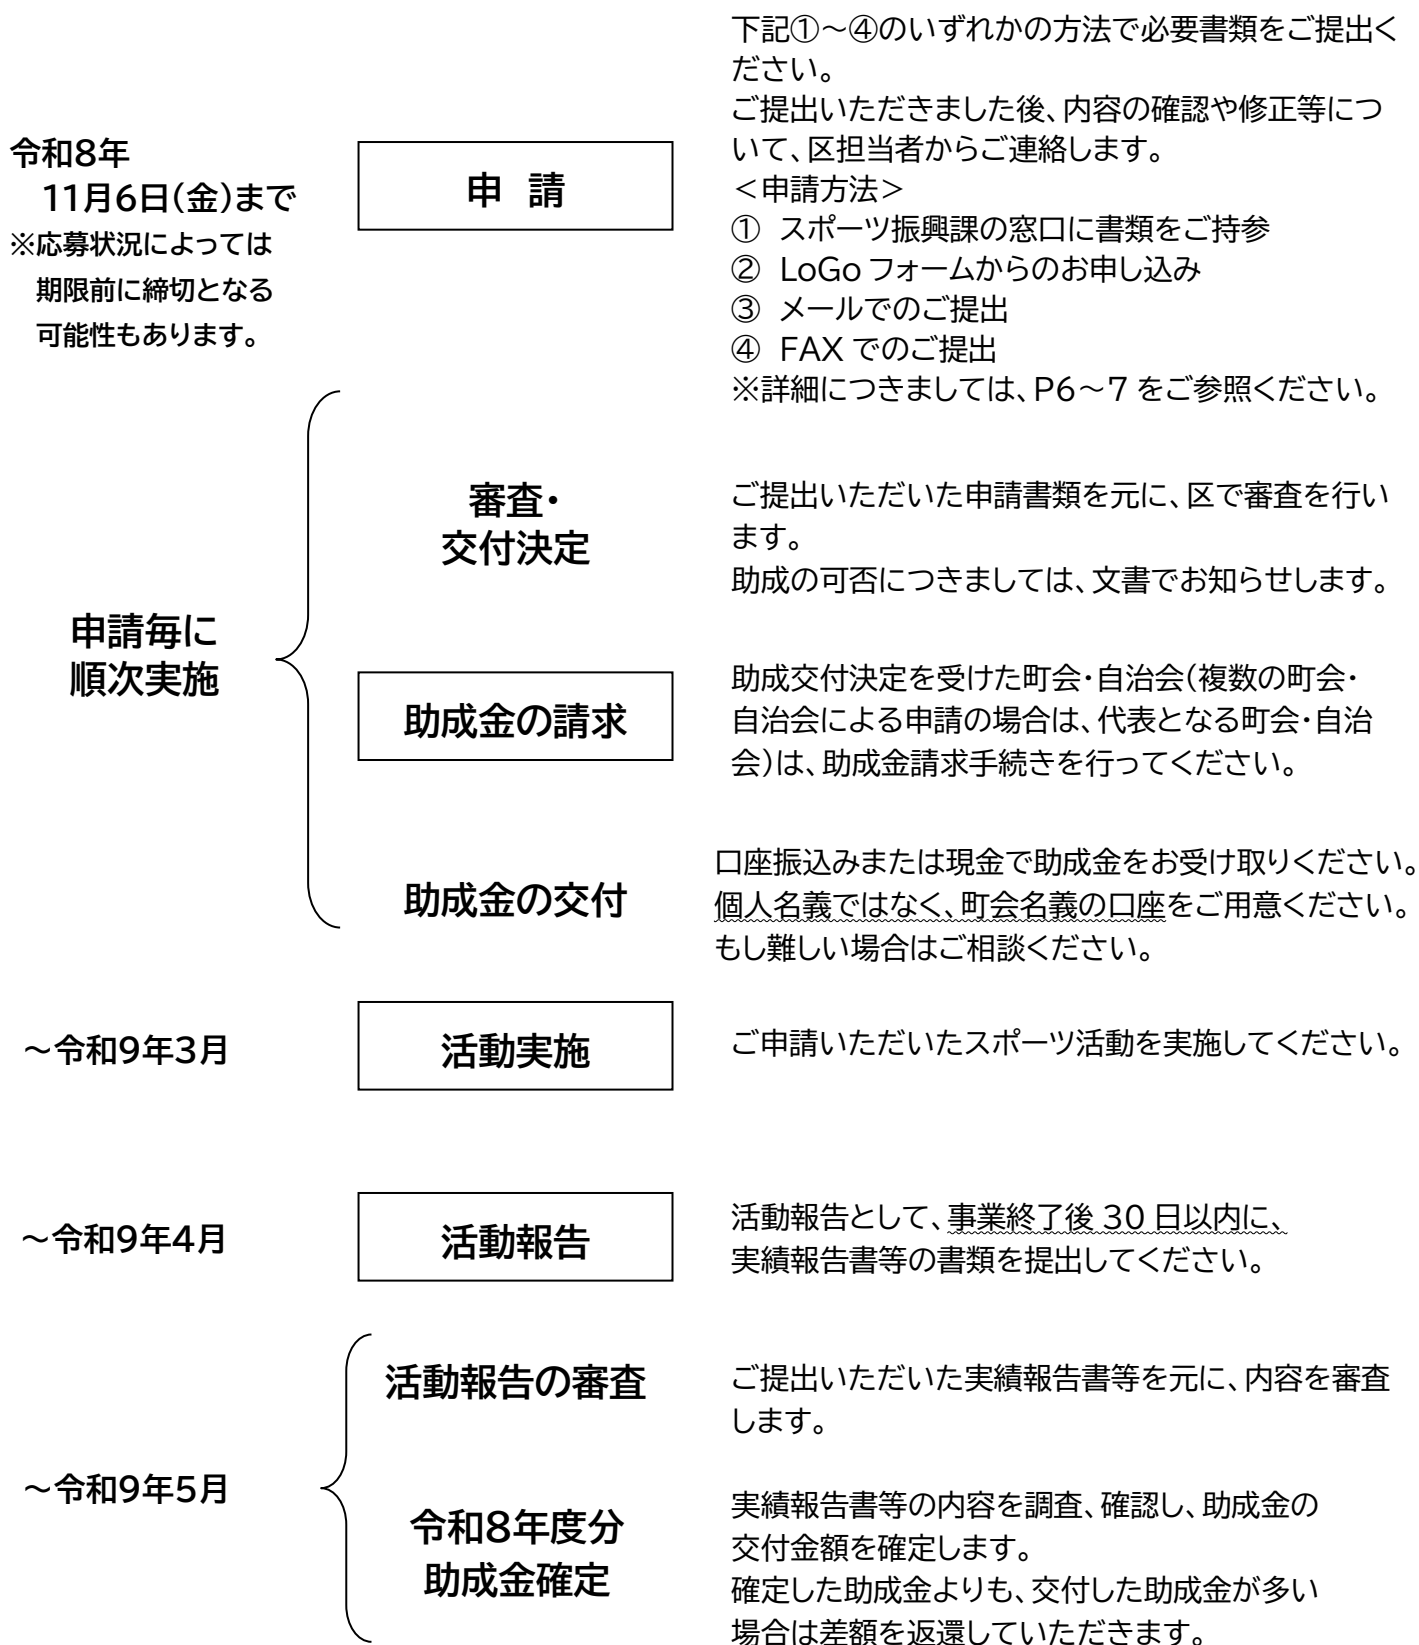 令和8年
11月6日(金)まで
※応募状況によっては
期限前に締切となる
可能性もあります。
申 請
下記①～④のいずれかの方法で必要書類をご提出く
ださい。
ご提出いただきました後、内容の確認や修正等につ
いて、区担当者からご連絡します。
＜申請方法＞
① スポーツ振興課の窓口に書類をご持参
② LoGo フォームからのお申し込み
③ メールでのご提出
④ FAX でのご提出
※詳細につきましては、P6～7 をご参照ください。
申請毎に
順次実施
審査・
交付決定
ご提出いただいた申請書類を元に、区で審査を行い
ます。
助成の可否につきましては、文書でお知らせします。
助成金の請求
助成交付決定を受けた町会・自治会(複数の町会・
自治会による申請の場合は、代表となる町会・自治
会)は、助成金請求手続きを行ってください。
助成金の交付
口座振込みまたは現金で助成金をお受け取りください。
個人名義ではなく、町会名義の口座をご用意ください。
もし難しい場合はご相談ください。
～令和9年3月
活動実施
ご申請いただいたスポーツ活動を実施してください。
～令和9年4月
活動報告
活動報告として、事業終了後 30 日以内に、
実績報告書等の書類を提出してください。
～令和9年5月
活動報告の審査
ご提出いただいた実績報告書等を元に、内容を審査
します。
令和8年度分
助成金確定
実績報告書等の内容を調査、確認し、助成金の
交付金額を確定します。
確定した助成金よりも、交付した助成金が多い
場合は差額を返還していただきます。